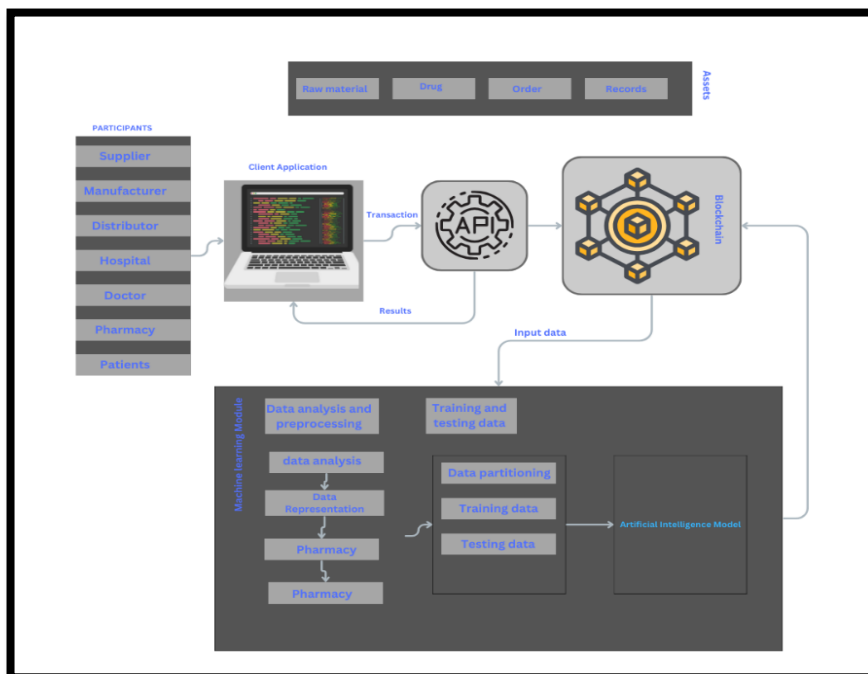 Raw material
Drug
Order
Records
Assets
PARTICIPANTS
Supplier
Manufacturer
Distributor
Hospital
Doctor
Pharmacy
Patients
Client Application
Transaction
API
Blockchain
Results
Input data
Machine learning Module
Data analysis and
preprocessing
Training and
testing data
data analysis
Data
Representation
Pharmacy
Pharmacy
Data partitioning
Training data
Testing data
Artificial Intelligence Model